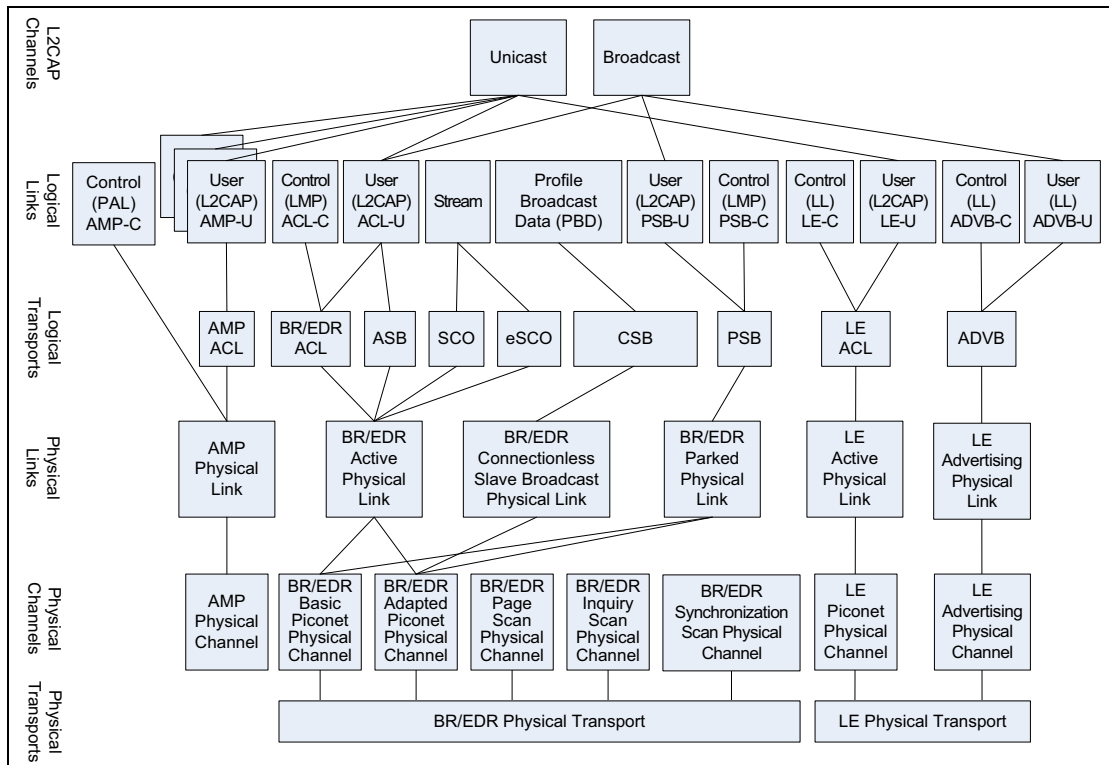 L2CAP
Channels
Unicast
Broadcast
Logical
Links
Control
(PAL)
AMP-C
User
(L2CAP)
AMP-U
Control
(LMP)
ACL-C
User
(L2CAP)
ACL-U
Stream
Profile
Broadcast
Data (PBD)
User
(L2CAP)
PSB-U
Control
(LMP)
PSB-C
Control
(LL)
LE-C
User
(L2CAP)
LE-U
Control
(LL)
ADVB-C
User
(LL)
ADVB-U
Logical
Transports
AMP
ACL
BR/EDR
ACL
ASB
SCO
eSCO
CSB
PSB
LE
ACL
ADVB
Physical
Links
AMP
Physical
Link
BR/EDR
Active
Physical
Link
BR/EDR
Connectionless
Slave Broadcast
Physical Link
BR/EDR
Parked
Physical
Link
LE
Active
Physical
Link
LE
Advertising
Physical
Link
Physical
Channels
AMP
Physical
Channel
BR/EDR
Basic
Piconet
Physical
Channel
BR/EDR
Adapted
Piconet
Physical
Channel
BR/EDR
Page
Scan
Physical
Channel
BR/EDR
Inquiry
Scan
Physical
Channel
BR/EDR
Synchronization
Scan Physical
Channel
LE
Piconet
Physical
Channel
LE
Advertising
Physical
Channel
Physical
Transports
BR/EDR Physical Transport
LE Physical Transport